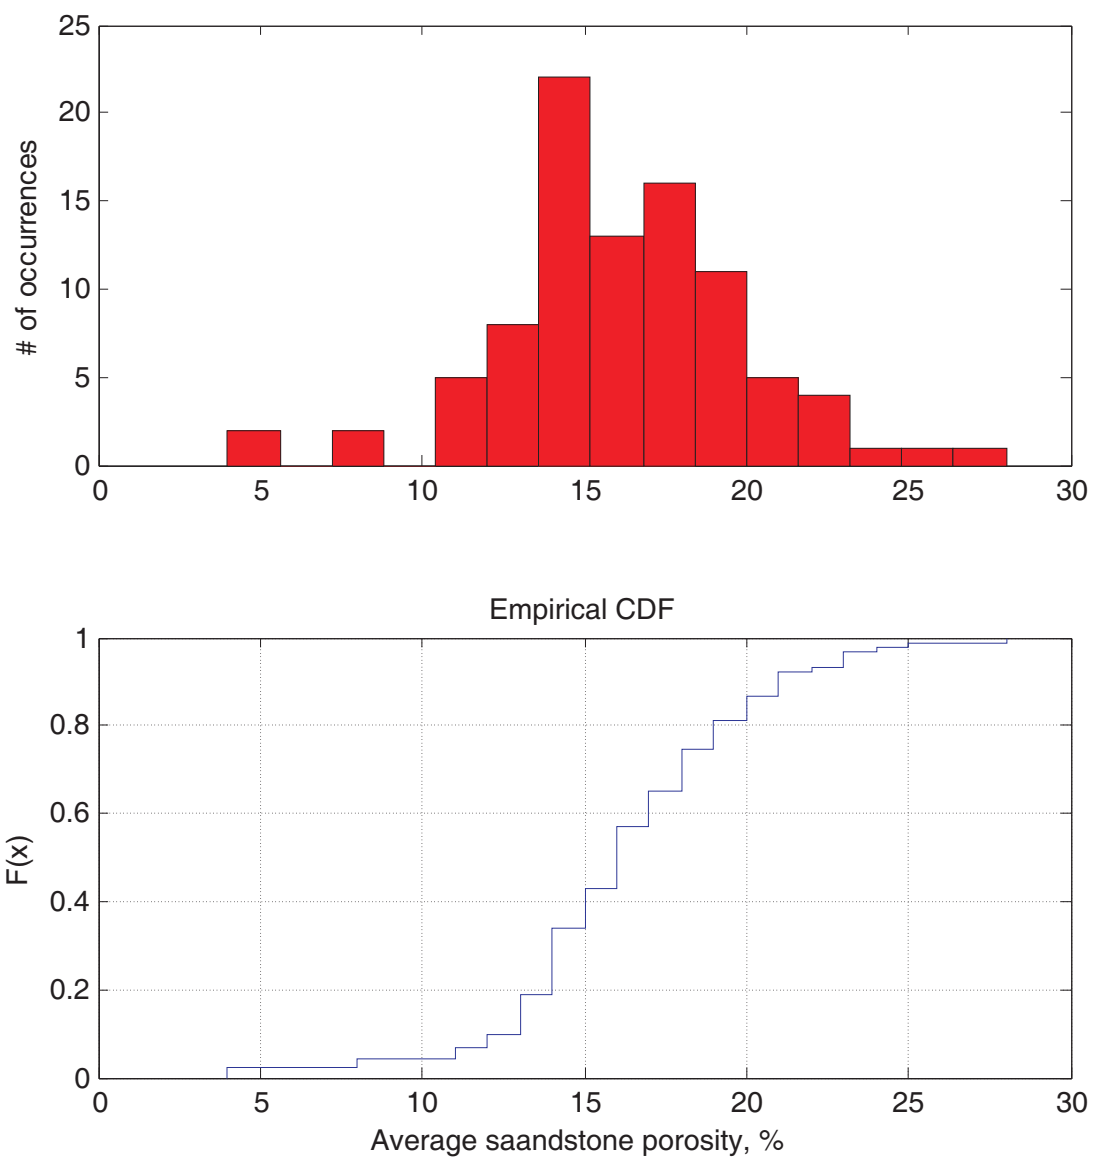 25
20
15
10
5
0
# of occurrences
0 5 10 15 20 25 30
Empirical CDF
1
0.8
0.6
0.4
0.2
0
F(x)
0 5 10 15 20 25 30
Average saandstone porosity, %